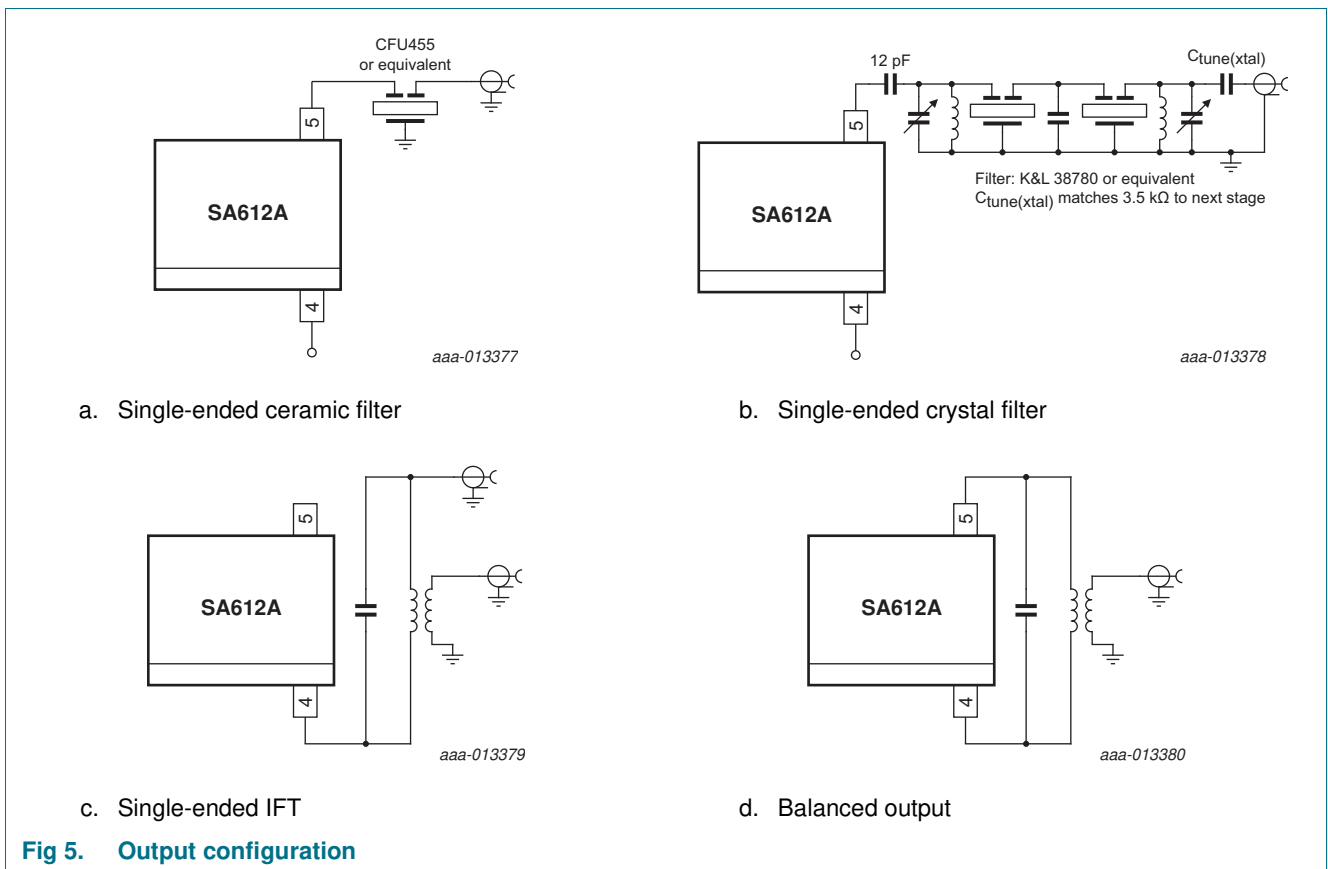 CFU455
or equivalent
5
SA612A
4
aaa-013377
a. Single-ended ceramic filter
12 pF
Ctune(xtal)
5
Filter: K&L 38780 or equivalent
Ctune(xtal) matches 3.5 kΩ to next stage
SA612A
4
aaa-013378
b. Single-ended crystal filter
5
SA612A
4
aaa-013379
c. Single-ended IFT
5
SA612A
4
aaa-013380
d. Balanced output
Fig 5. Output configuration